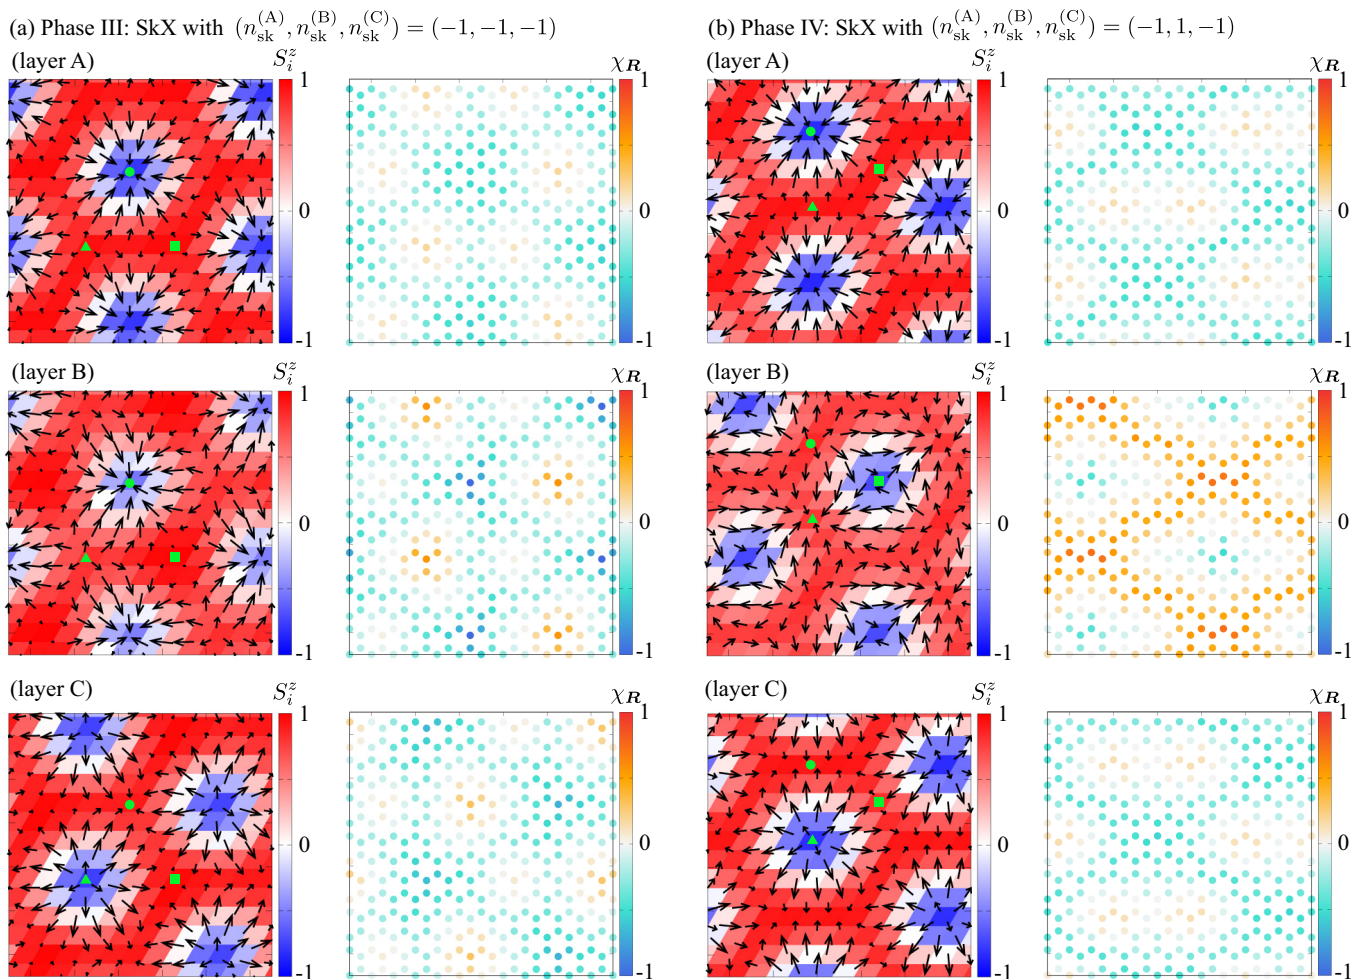 (a) Phase III: SkX with (n_sk^(A), n_sk^(B), n_sk^(C)) = (-1, -1, -1)
(b) Phase IV: SkX with (n_sk^(A), n_sk^(B), n_sk^(C)) = (-1, 1, -1)
(layer A) S_i^z χ_R
1 1
0 0
-1 -1
(layer B) S_i^z χ_R
1 1
0 0
-1 -1
(layer C) S_i^z χ_R
1 1
0 0
-1 -1
(layer A) S_i^z χ_R
1 1
0 0
-1 -1
(layer B) S_i^z χ_R
1 1
0 0
-1 -1
(layer C) S_i^z χ_R
1 1
0 0
-1 -1